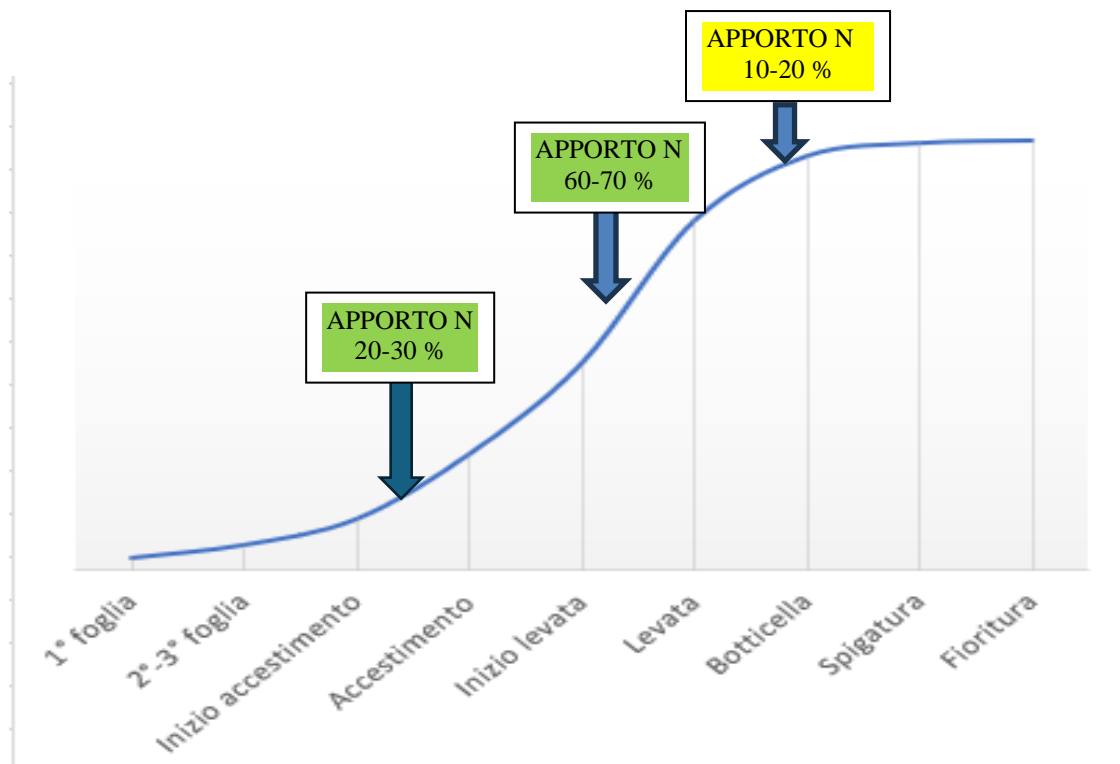 APPORTO N
10-20 %
APPORTO N
60-70 %
APPORTO N
20-30 %
1° foglia
2°-3° foglia
Inizio accestimento
Accestimento
Inizio levata
Levata
Botticella
Spigatura
Fioritura